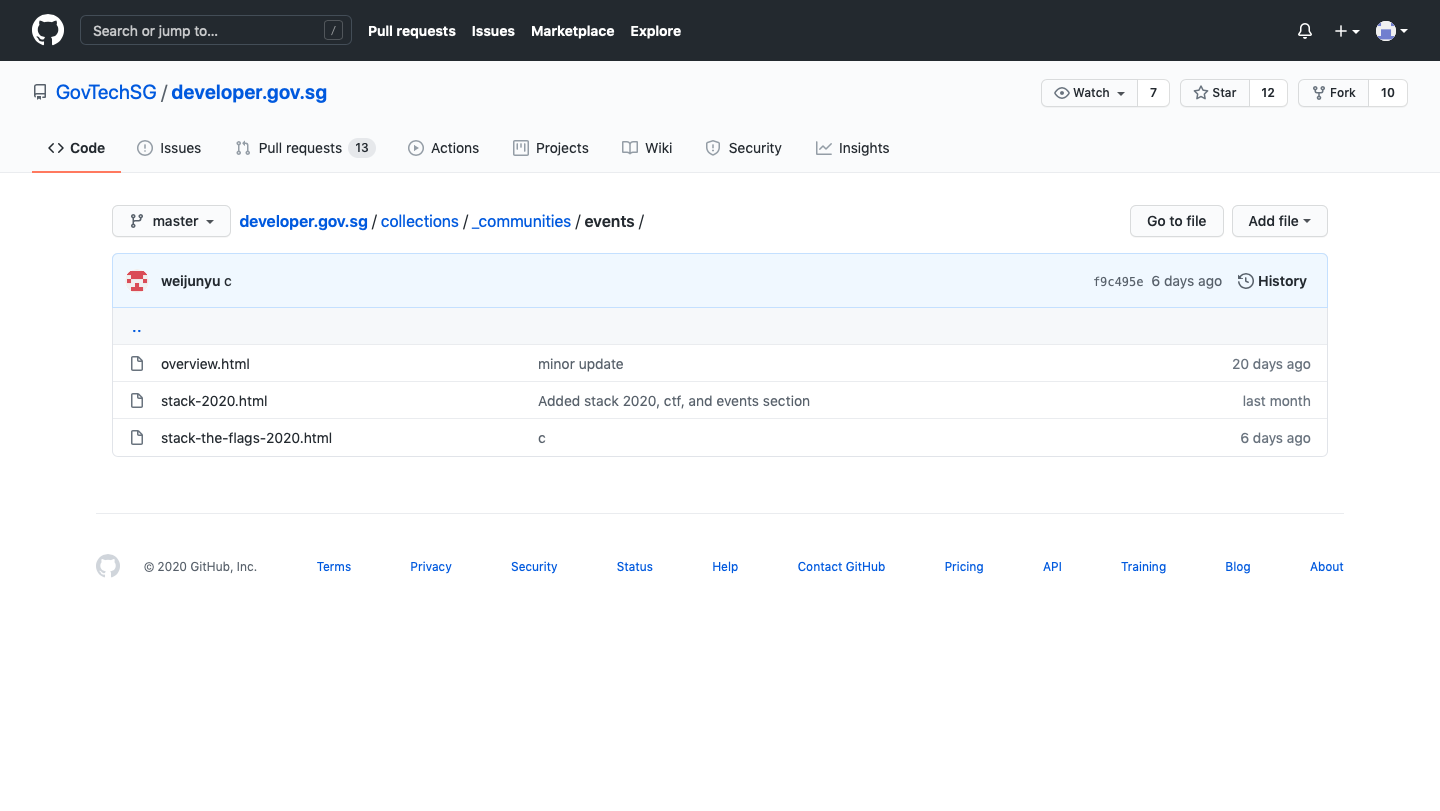 Search or jump to... / Pull requests Issues Marketplace Explore
GovTechSG / developer.gov.sg Watch 7 Star 12 Fork 10
Code Issues Pull requests 13 Actions Projects Wiki Security Insights
master developer.gov.sg / collections / _communities / events / Go to file Add file
weijunyu c f9c495e 6 days ago History
..
overview.html minor update 20 days ago
stack-2020.html Added stack 2020, ctf, and events section last month
stack-the-flags-2020.html c 6 days ago
© 2020 GitHub, Inc. Terms Privacy Security Status Help Contact GitHub Pricing API Training Blog About